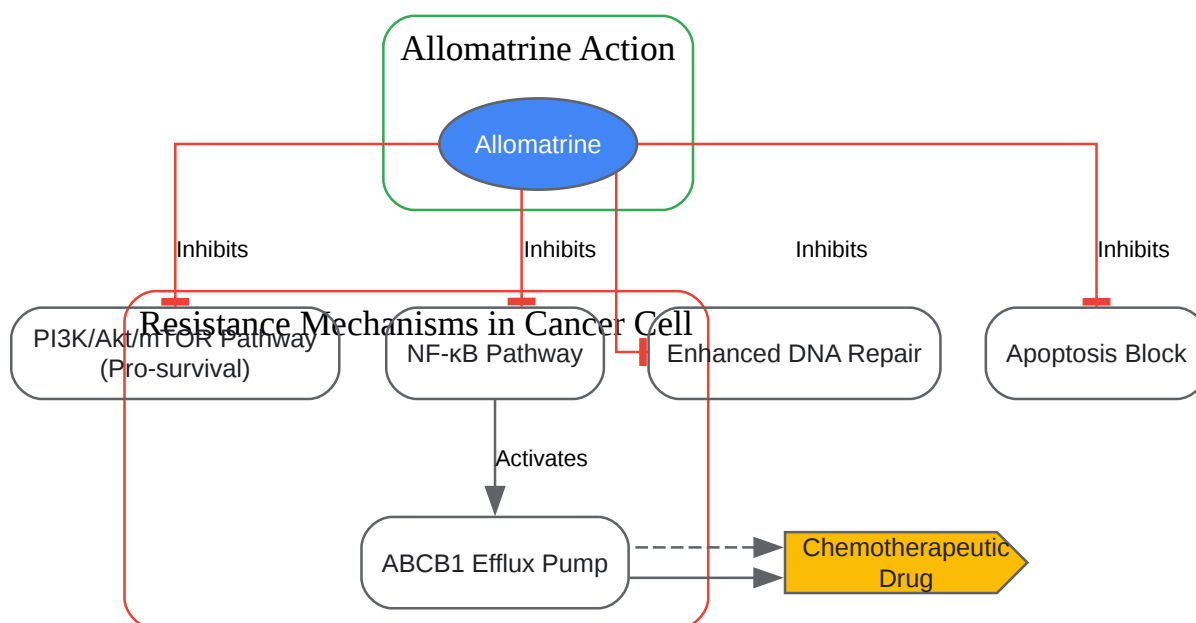 Allomatrine Action
Allomatrine
Inhibits
Inhibits
Inhibits
Inhibits
Resistance Mechanisms in Cancer Cell
PI3K/Akt/mTOR Pathway
(Pro-survival)
NF-κB Pathway
Enhanced DNA Repair
Apoptosis Block
Activates
ABCB1 Efflux Pump
Chemotherapeutic
Drug